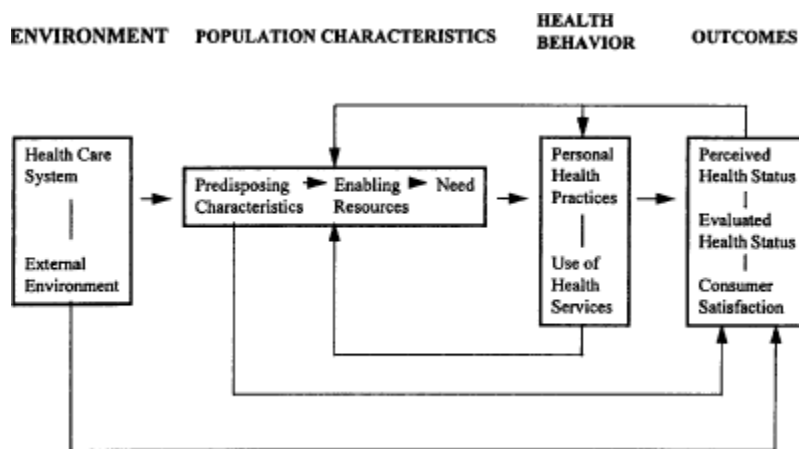 ENVIRONMENT POPULATION CHARACTERISTICS HEALTH BEHAVIOR OUTCOMES
Health Care
System
External
Environment
Predisposing Enabling Need
Characteristics Resources
Personal
Health
Practices
Use of
Health
Services
Perceived
Health Status
Evaluated
Health Status
Consumer
Satisfaction